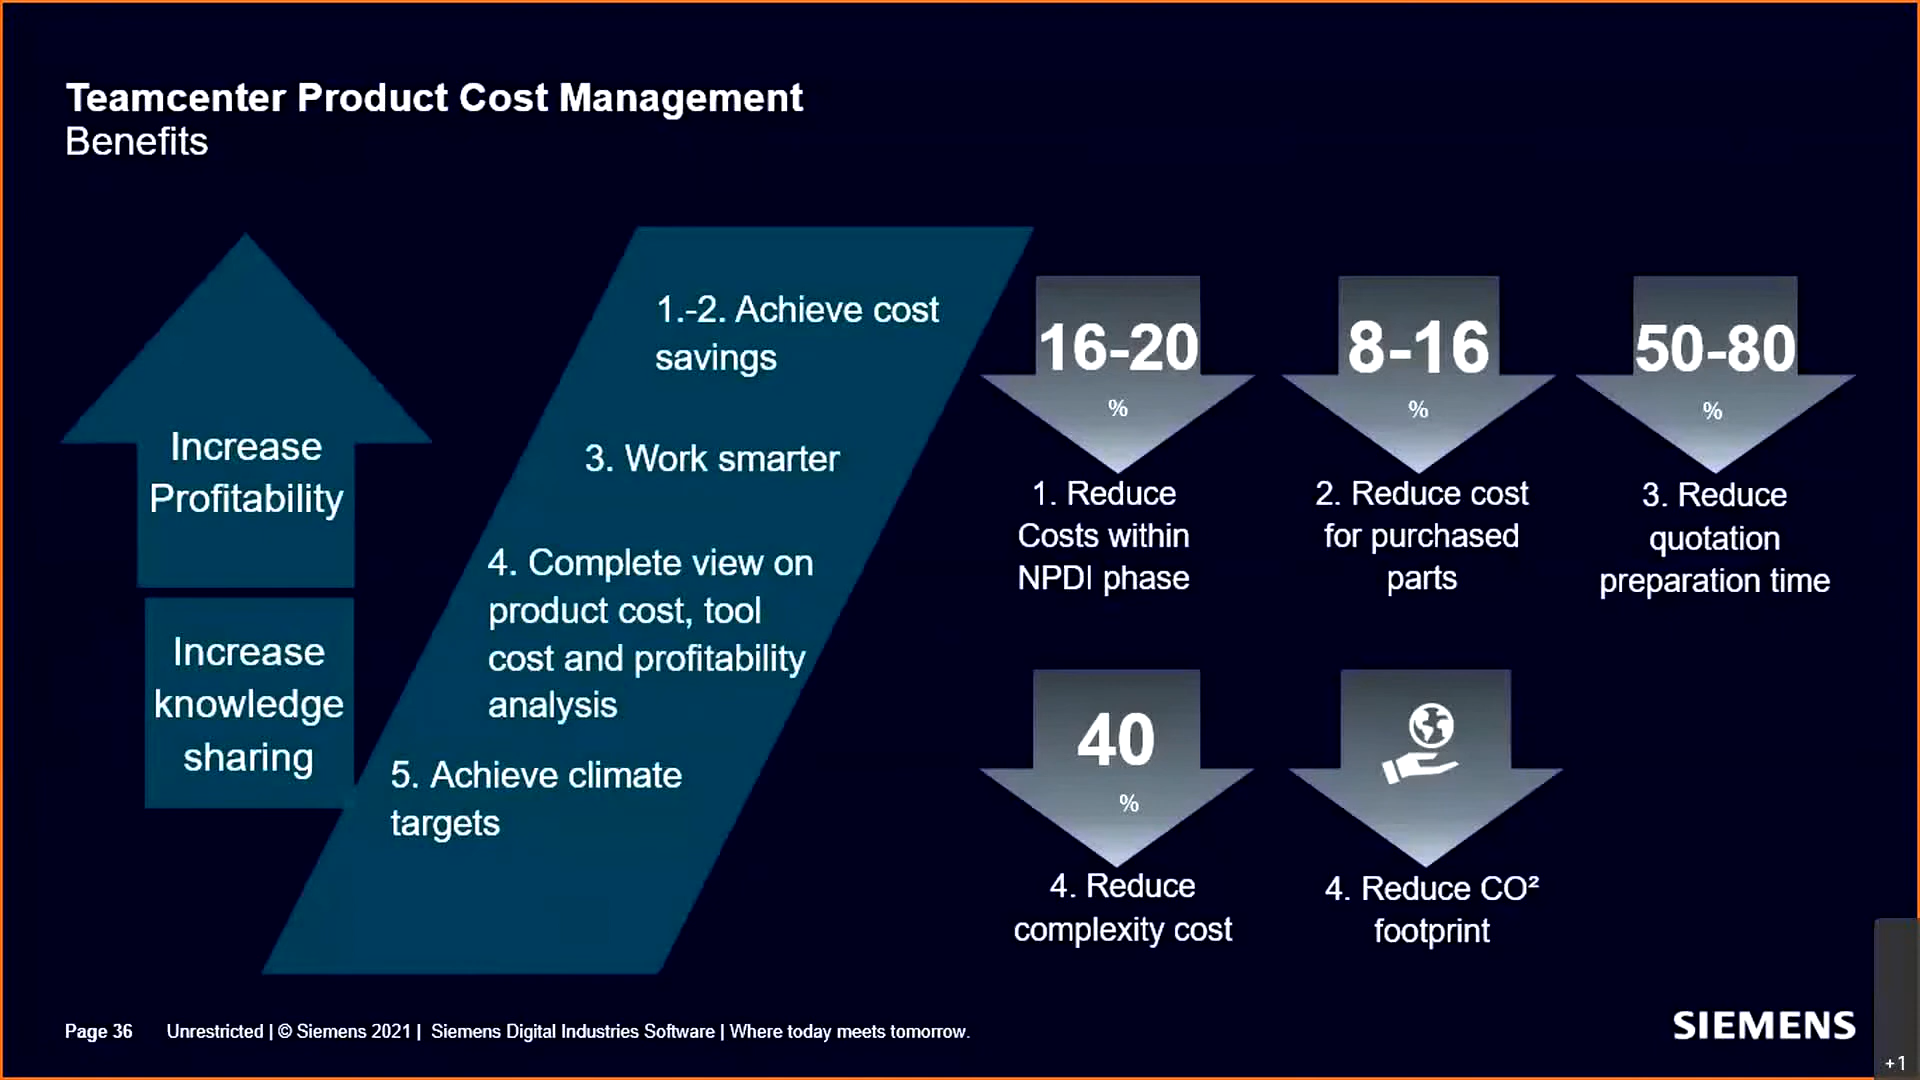 Teamcenter Product Cost Management
Benefits
Increase
Profitability
Increase
knowledge
sharing
1.-2. Achieve cost
savings
3. Work smarter
4. Complete view on
product cost, tool
cost and profitability
analysis
5. Achieve climate
targets
16-20
%
1. Reduce
Costs within
NPDI phase
8-16
%
2. Reduce cost
for purchased
parts
50-80
%
3. Reduce
quotation
preparation time
40
%
4. Reduce
complexity cost
4. Reduce CO²
footprint
Page 36 Unrestricted | © Siemens 2021 | Siemens Digital Industries Software | Where today meets tomorrow.
SIEMENS
+1